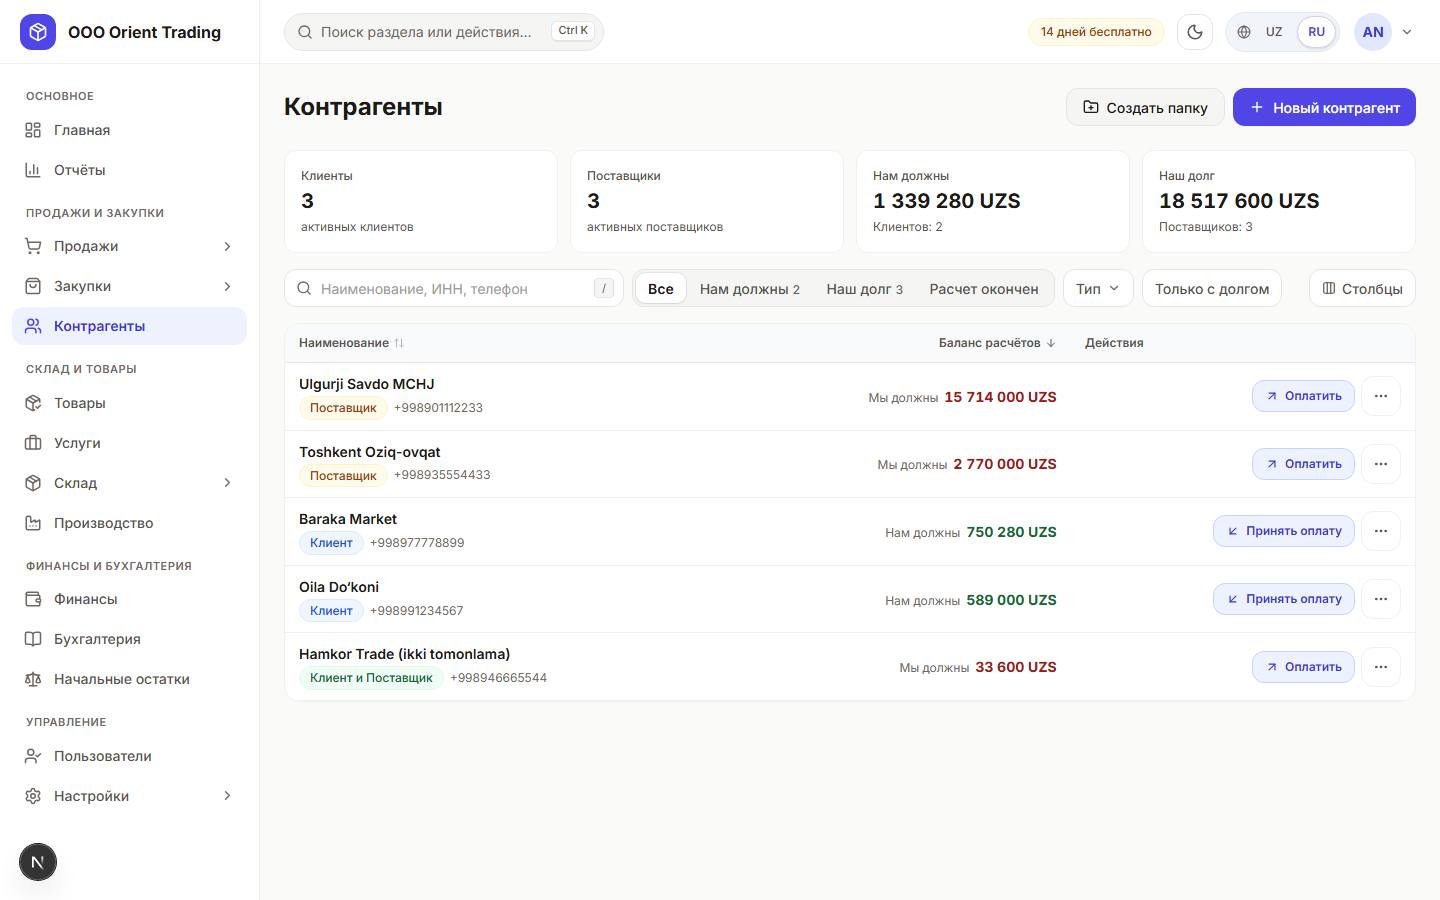 OOO Orient Trading
Поиск раздела или действия...
Ctrl K
14 дней бесплатно
UZ
RU
AN
ОСНОВНОЕ
Главная
Отчёты
ПРОДАЖИ И ЗАКУПКИ
Продажи
Закупки
Контрагенты
СКЛАД И ТОВАРЫ
Товары
Услуги
Склад
Производство
ФИНАНСЫ И БУХГАЛТЕРИЯ
Финансы
Бухгалтерия
Начальные остатки
УПРАВЛЕНИЕ
Пользователи
Настройки
N
Контрагенты
Создать папку
Новый контрагент
Клиенты
3
активных клиентов
Поставщики
3
активных поставщиков
Нам должны
1 339 280 UZS
Клиентов: 2
Наш долг
18 517 600 UZS
Поставщиков: 3
Наименование, ИНН, телефон
/
Все
Нам должны 2
Наш долг 3
Расчет окончен
Тип
Только с долгом
Столбцы
Наименование
Баланс расчётов
Действия
Ulgurji Savdo MCHJ
Поставщик +998901112233
Мы должны 15 714 000 UZS
Оплатить
Toshkent Oziq-ovqat
Поставщик +998935554433
Мы должны 2 770 000 UZS
Оплатить
Baraka Market
Клиент +998977778899
Нам должны 750 280 UZS
Принять оплату
Oila Do‘koni
Клиент +998991234567
Нам должны 589 000 UZS
Принять оплату
Hamkor Trade (ikki tomonlama)
Клиент и Поставщик +998946665544
Мы должны 33 600 UZS
Оплатить